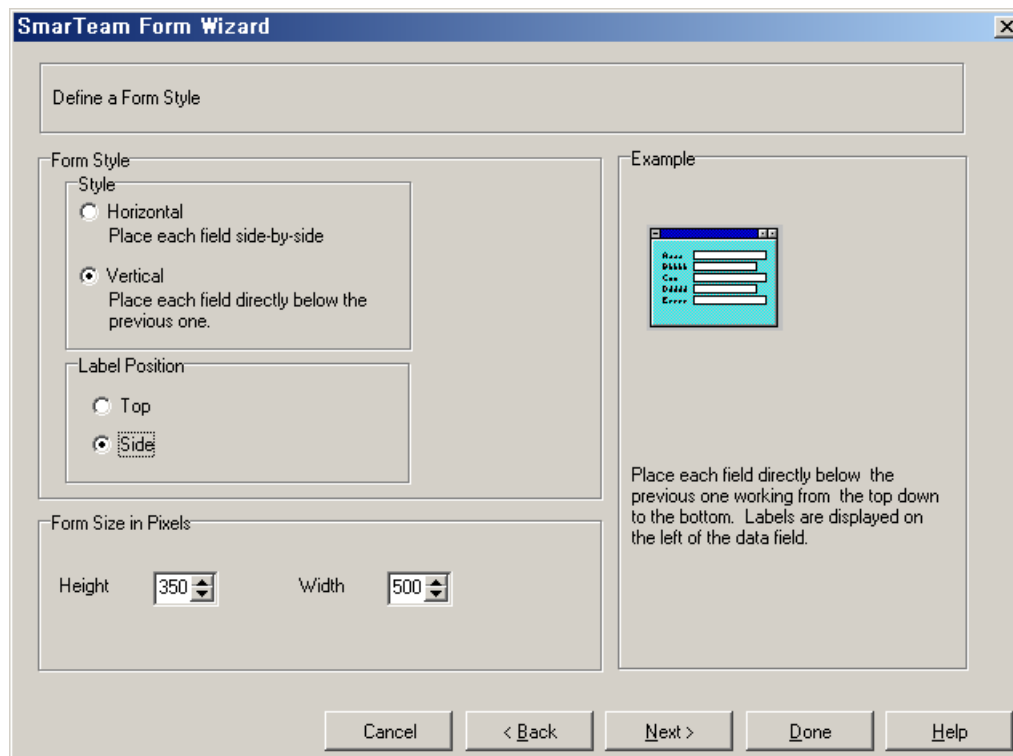 SmarTeam Form Wizard
Define a Form Style
Form Style
Style
Horizontal
Place each field side-by-side
Vertical
Place each field directly below the
previous one.
Label Position
Top
Side
Form Size in Pixels
Height 350 Width 500
Example
Place each field directly below the
previous one working from the top down
to the bottom. Labels are displayed on
the left of the data field.
Cancel < Back Next > Done Help